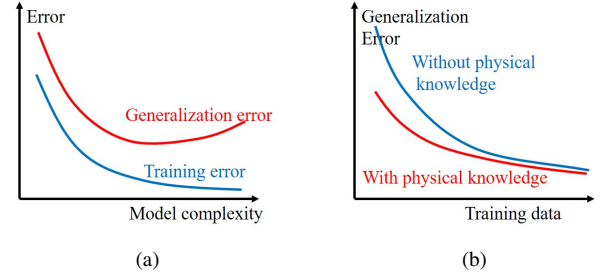 Error
Generalization error
Training error
Model complexity
(a)
Generalization
Error
Without physical
knowledge
With physical knowledge
Training data
(b)